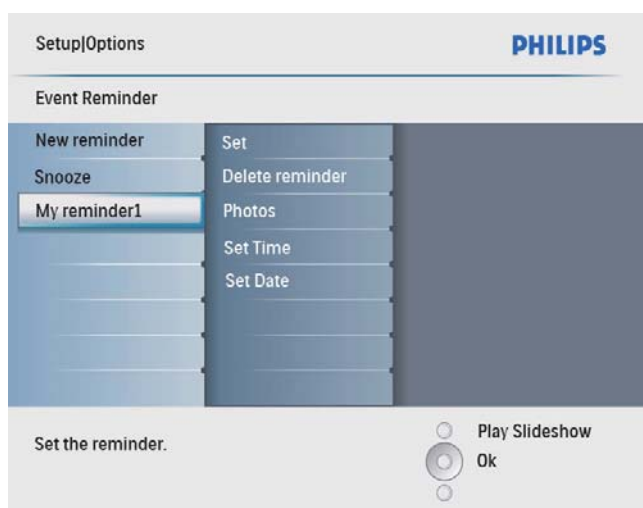 Setup|Options
PHILIPS
Event Reminder
New reminder
Snooze
My reminder1
Set
Delete reminder
Photos
Set Time
Set Date
Set the reminder.
Play Slideshow
Ok